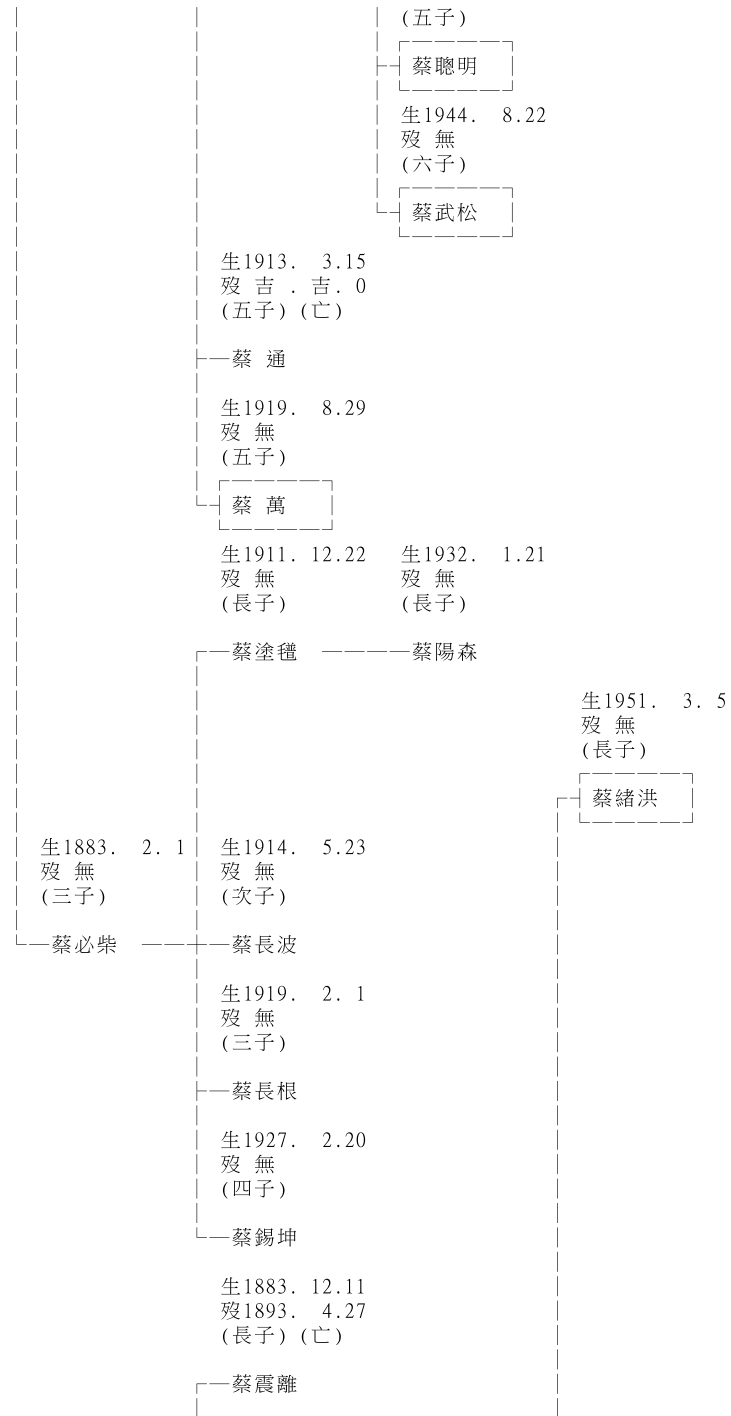 (五子)
蔡聰明
生1944. 8.22
歿 無
(六子)
蔡武松
生1913. 3.15
歿 吉 . 吉. 0
(五子)(亡)
蔡 通
生1919. 8.29
歿 無
(五子)
蔡 萬
生1911. 12.22 生1932. 1.21
歿 無 歿 無
(長子) (長子)
蔡塗氆 蔡陽森
生1951. 3. 5
歿 無
(長子)
蔡緒洪
生1883. 2. 1 生1914. 5.23
歿 無 歿 無
(三子) (次子)
蔡必柴 蔡長波
生1919. 2. 1
歿 無
(三子)
蔡長根
生1927. 2.20
歿 無
(四子)
蔡錫坤
生1883. 12.11
歿1893. 4.27
(長子)(亡)
蔡震離